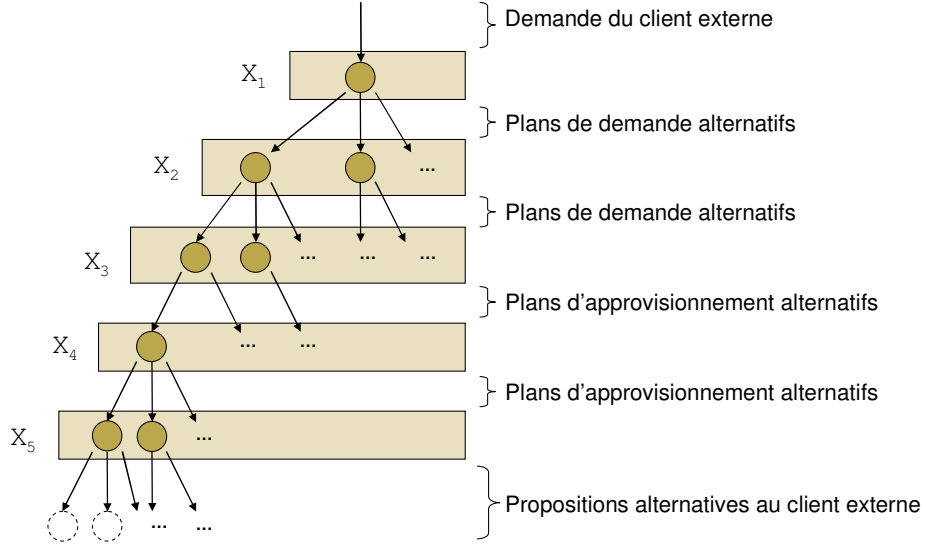 Demande du client externe
X1
Plans de demande alternatifs
X2
...
Plans de demande alternatifs
X3
... ... ...
Plans d'approvisionnement alternatifs
X4
... ...
Plans d'approvisionnement alternatifs
X5
...
Propositions alternatives au client externe
... ...